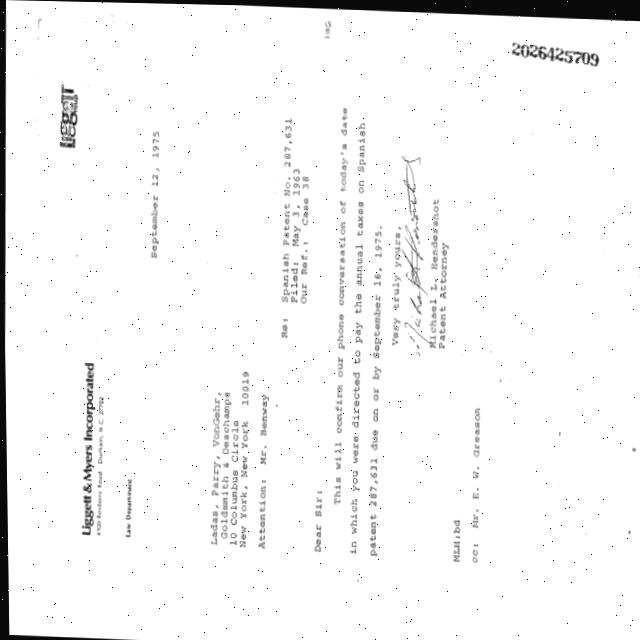 Liggett
Liggett & Myers Incorporated
Durham, N.C. 27702
Law Department
September 12, 1975
Ladas, Parry, VonGehr,
Goldsmith & Deschamps
10 Columbus Circle
New York, New York 10019
Attention: Mr. Benway
Re: Spanish Patent No. 287,631
Filed: May 3, 1963
Our Ref.: Case 38
Dear Sir:
This will confirm our phone conversation of today's date
in which you were directed to pay the annual taxes on Spanish
patent 287,631 due on or by September 16, 1975.
Very truly yours,
Michael L. Hendershot
Patent Attorney
MLH:bd
cc: Mr. E. W. Greason
2026425709